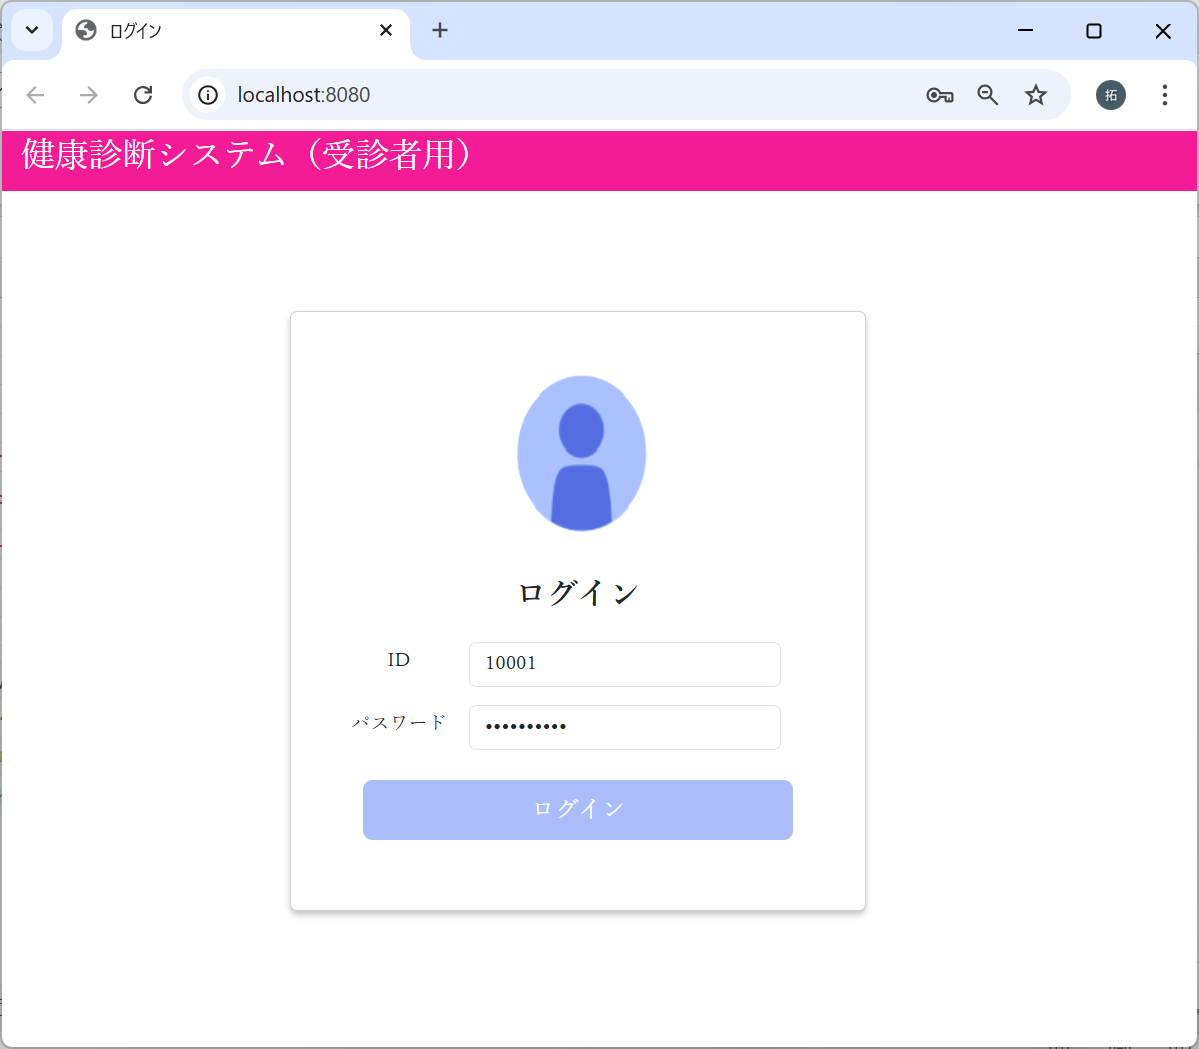 ログイン
localhost:8080
拓
健康診断システム（受診者用）
ログイン
ID
10001
パスワード
••••••••••
ログイン